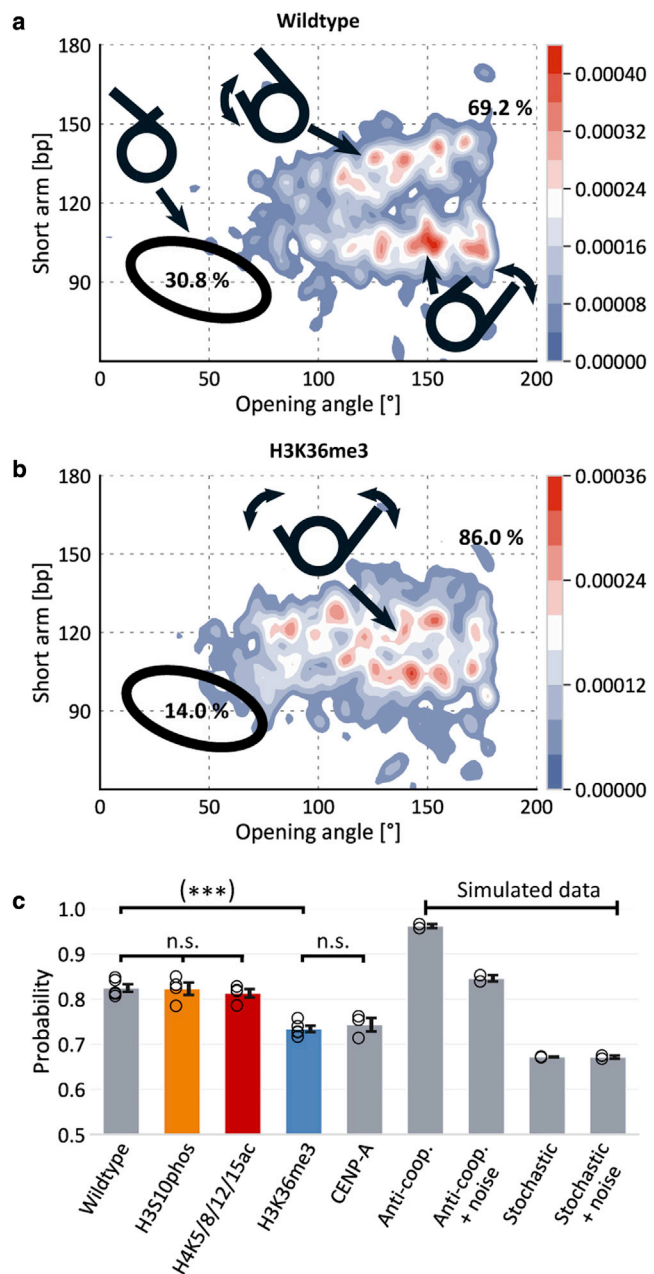 a
Wildtype
180
150
120
90
Short arm [bp]
69.2 %
30.8 %
0 50 100 150 200
Opening angle [°]
0.00040
0.00032
0.00024
0.00016
0.00008
0.00000
b
H3K36me3
180
150
120
90
Short arm [bp]
86.0 %
14.0 %
0 50 100 150 200
Opening angle [°]
0.00036
0.00024
0.00012
0.00000
c
(***)
Simulated data
n.s.
n.s.
1.0
0.9
0.8
0.7
0.6
0.5
Probability
Wildtype
H3S10phos
H4K5/8/12/15ac
H3K36me3
CENP-A
Anti-coop.
Anti-coop.
+ noise
Stochastic
Stochastic
+ noise